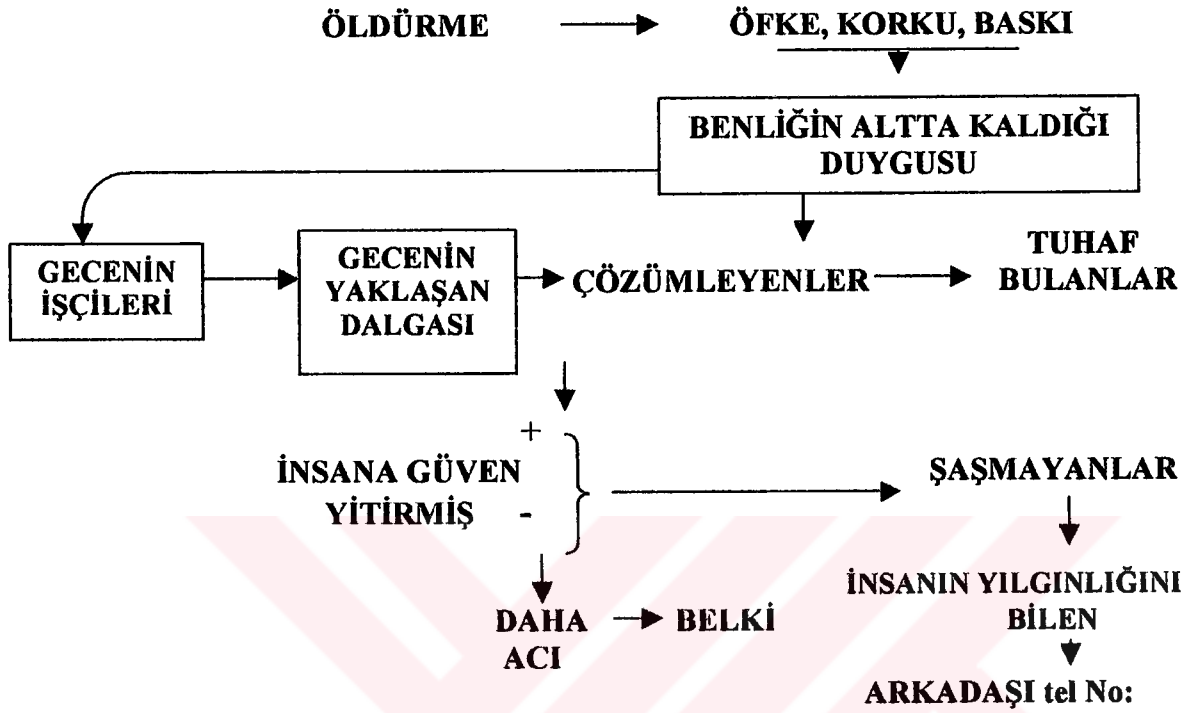 ÖLDÜRME
ÖFKE, KORKU, BASKI
BENLİĞİN ALTTA KALDIĞI
DUYGUSU
GECENİN
İŞÇİLERİ
GECENİN
YAKLAŞAN
DALGASI
ÇÖZÜMLEYENLER
TUHAF
BULANLAR
+
İNSANA GÜVEN
YİTİRMİŞ -
ŞAŞMAYANLAR
DAHA
ACI
BELKİ
İNSANIN YILGINLIĞINI
BİLEN
ARKADAŞI tel No: